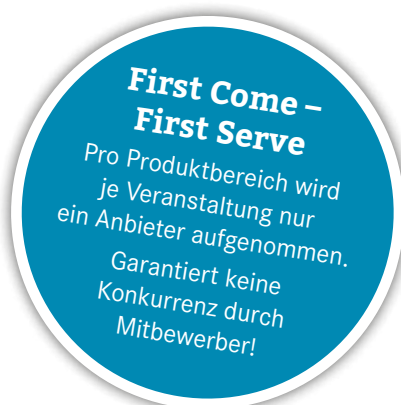 First Come –
First Serve
Pro Produktbereich wird
je Veranstaltung nur
ein Anbieter aufgenommen.
Garantiert keine
Konkurrenz durch
Mitbewerber!